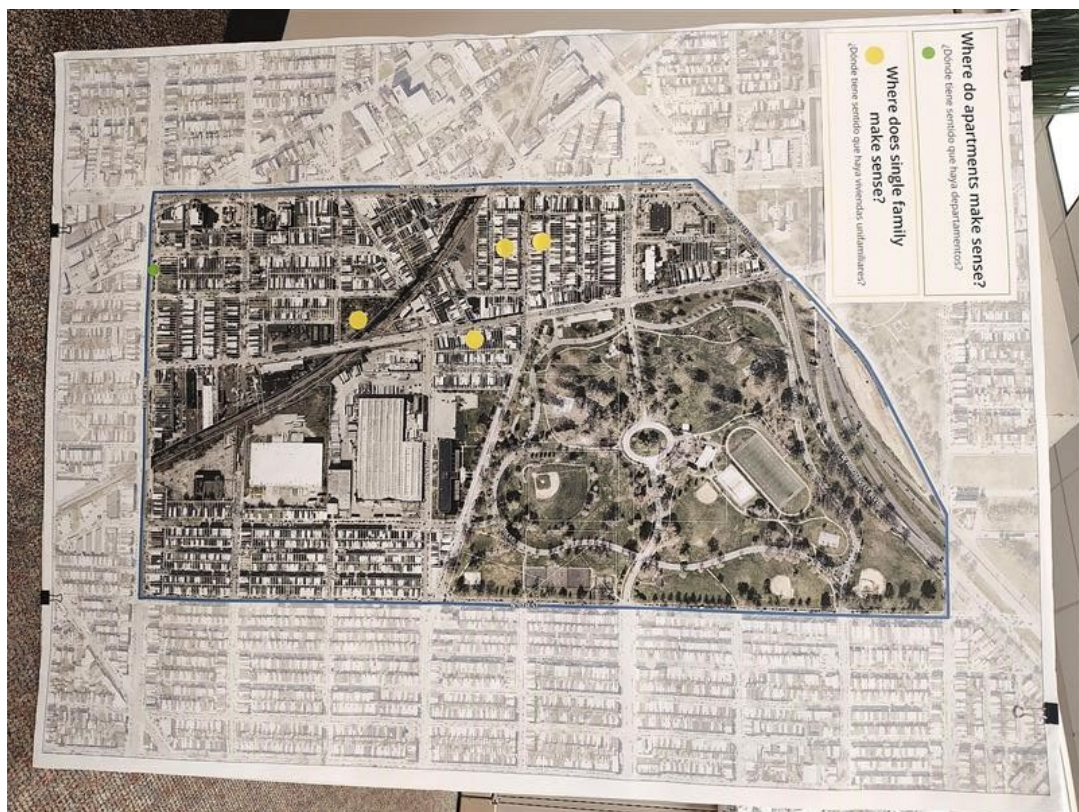 Where do apartments make sense?
¿Dónde tiene sentido que haya departamentos?
Where does single family
make sense?
¿Dónde tiene sentido que haya viviendas unifamiliares?